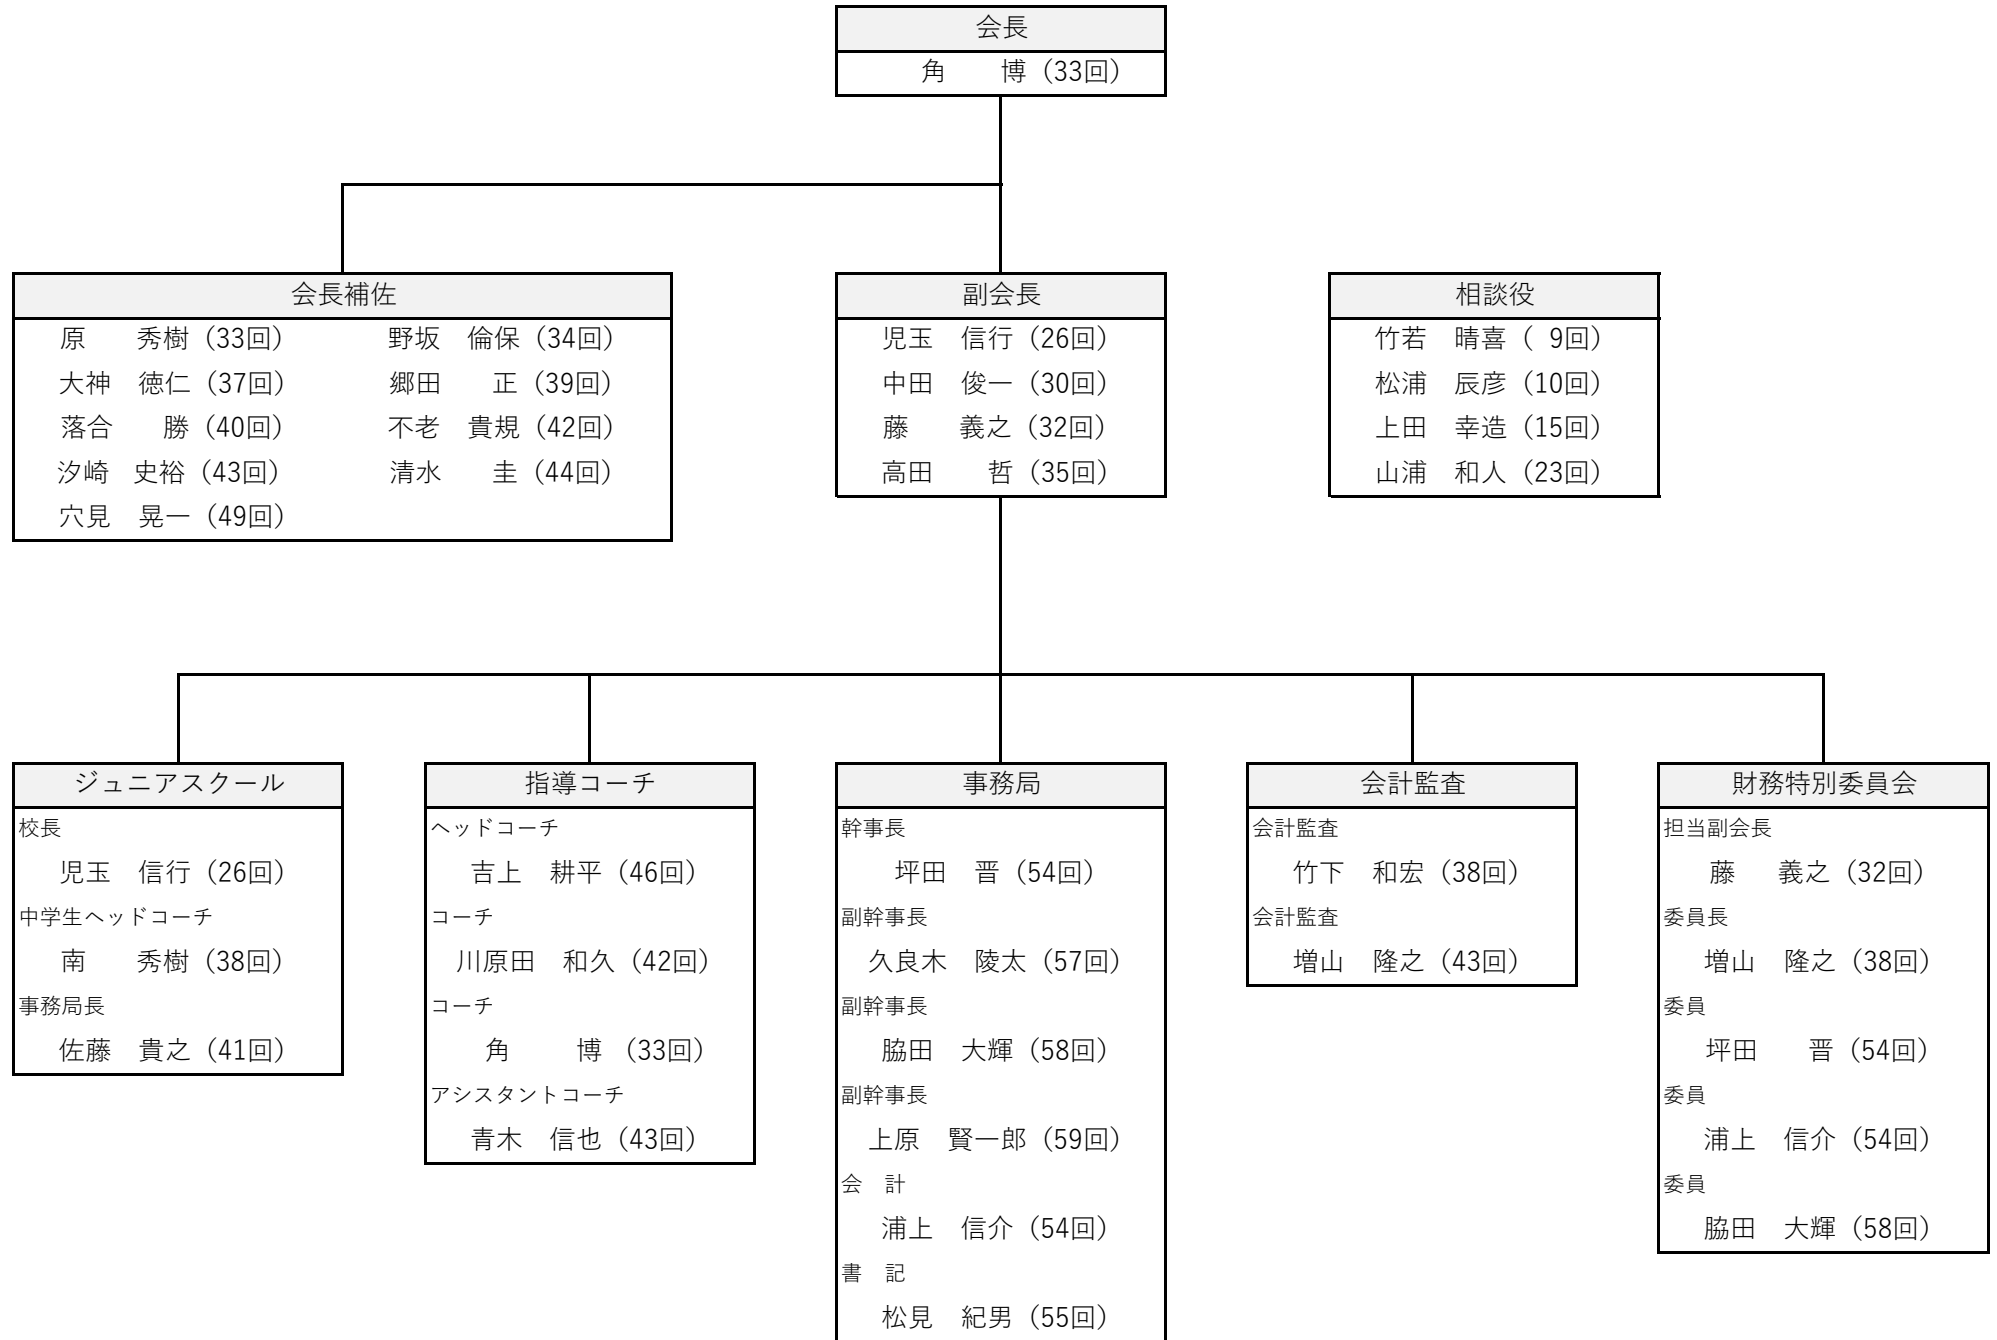 会長
角　　博（33回）
会長補佐
原　　秀樹（33回）　野坂　倫保（34回）
大神　徳仁（37回）　郷田　　正（39回）
落合　　勝（40回）　不老　貴規（42回）
汐崎　史裕（43回）　清水　　圭（44回）
穴見　晃一（49回）
副会長
児玉　信行（26回）
中田　俊一（30回）
藤　　義之（32回）
高田　　哲（35回）
相談役
竹若　晴喜（ 9回）
松浦　辰彦（10回）
上田　幸造（15回）
山浦　和人（23回）
ジュニアスクール
校長
児玉　信行（26回）
中学生ヘッドコーチ
南　　秀樹（38回）
事務局長
佐藤　貴之（41回）
指導コーチ
ヘッドコーチ
吉上　耕平（46回）
コーチ
川原田　和久（42回）
コーチ
角　　博（33回）
アシスタントコーチ
青木　信也（43回）
事務局
幹事長
坪田　晋（54回）
副幹事長
久良木　陵太（57回）
副幹事長
脇田　大輝（58回）
副幹事長
上原　賢一郎（59回）
会　計
浦上　信介（54回）
書　記
松見　紀男（55回）
会計監査
会計監査
竹下　和宏（38回）
会計監査
増山　隆之（43回）
財務特別委員会
担当副会長
藤　　義之（32回）
委員長
増山　隆之（38回）
委員
坪田　　晋（54回）
委員
浦上　信介（54回）
委員
脇田　大輝（58回）